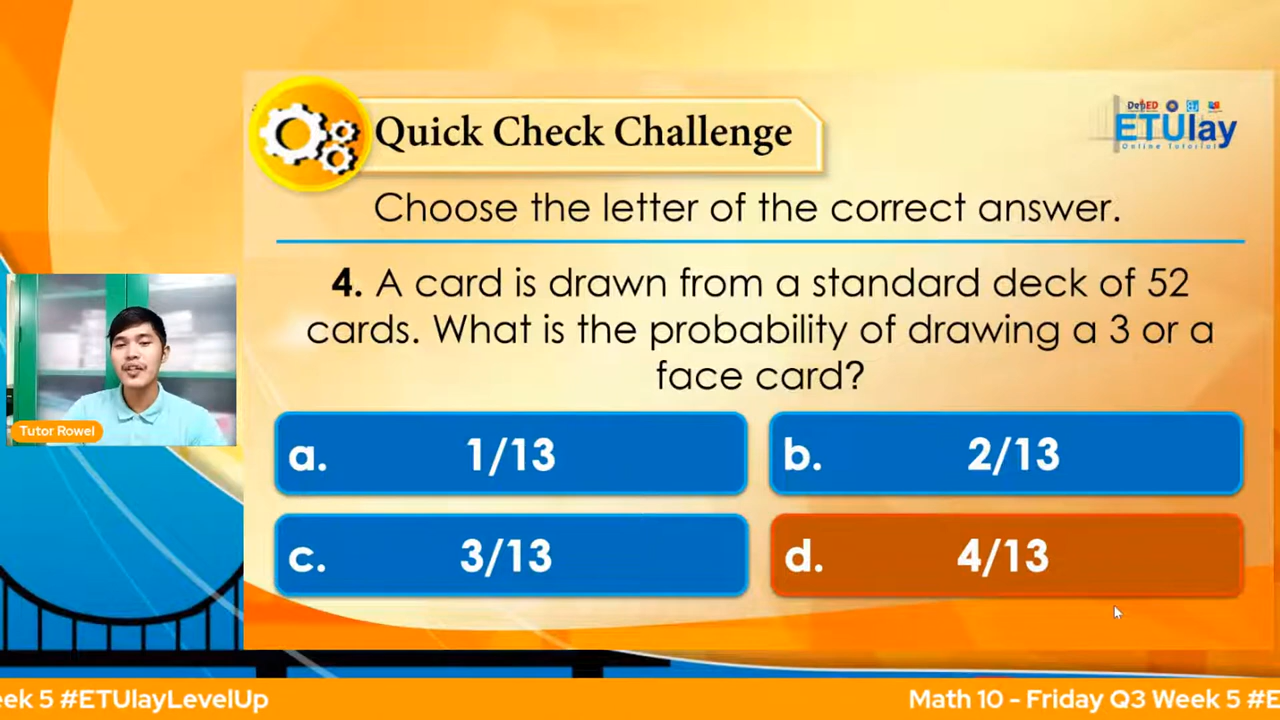 Quick Check Challenge
DepED
ETUlay
Online Tutorial
Choose the letter of the correct answer.
4. A card is drawn from a standard deck of 52
cards. What is the probability of drawing a 3 or a
face card?
a. 1/13
b. 2/13
c. 3/13
d. 4/13
Tutor Rowel
eek 5 #ETUlayLevelUp
Math 10 - Friday Q3 Week 5 #E